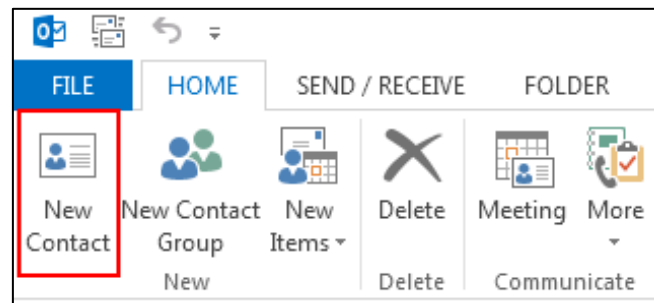 FILE HOME SEND / RECEIVE FOLDER
New New Contact New Delete Meeting More
Contact Group Items
New Delete Communicate